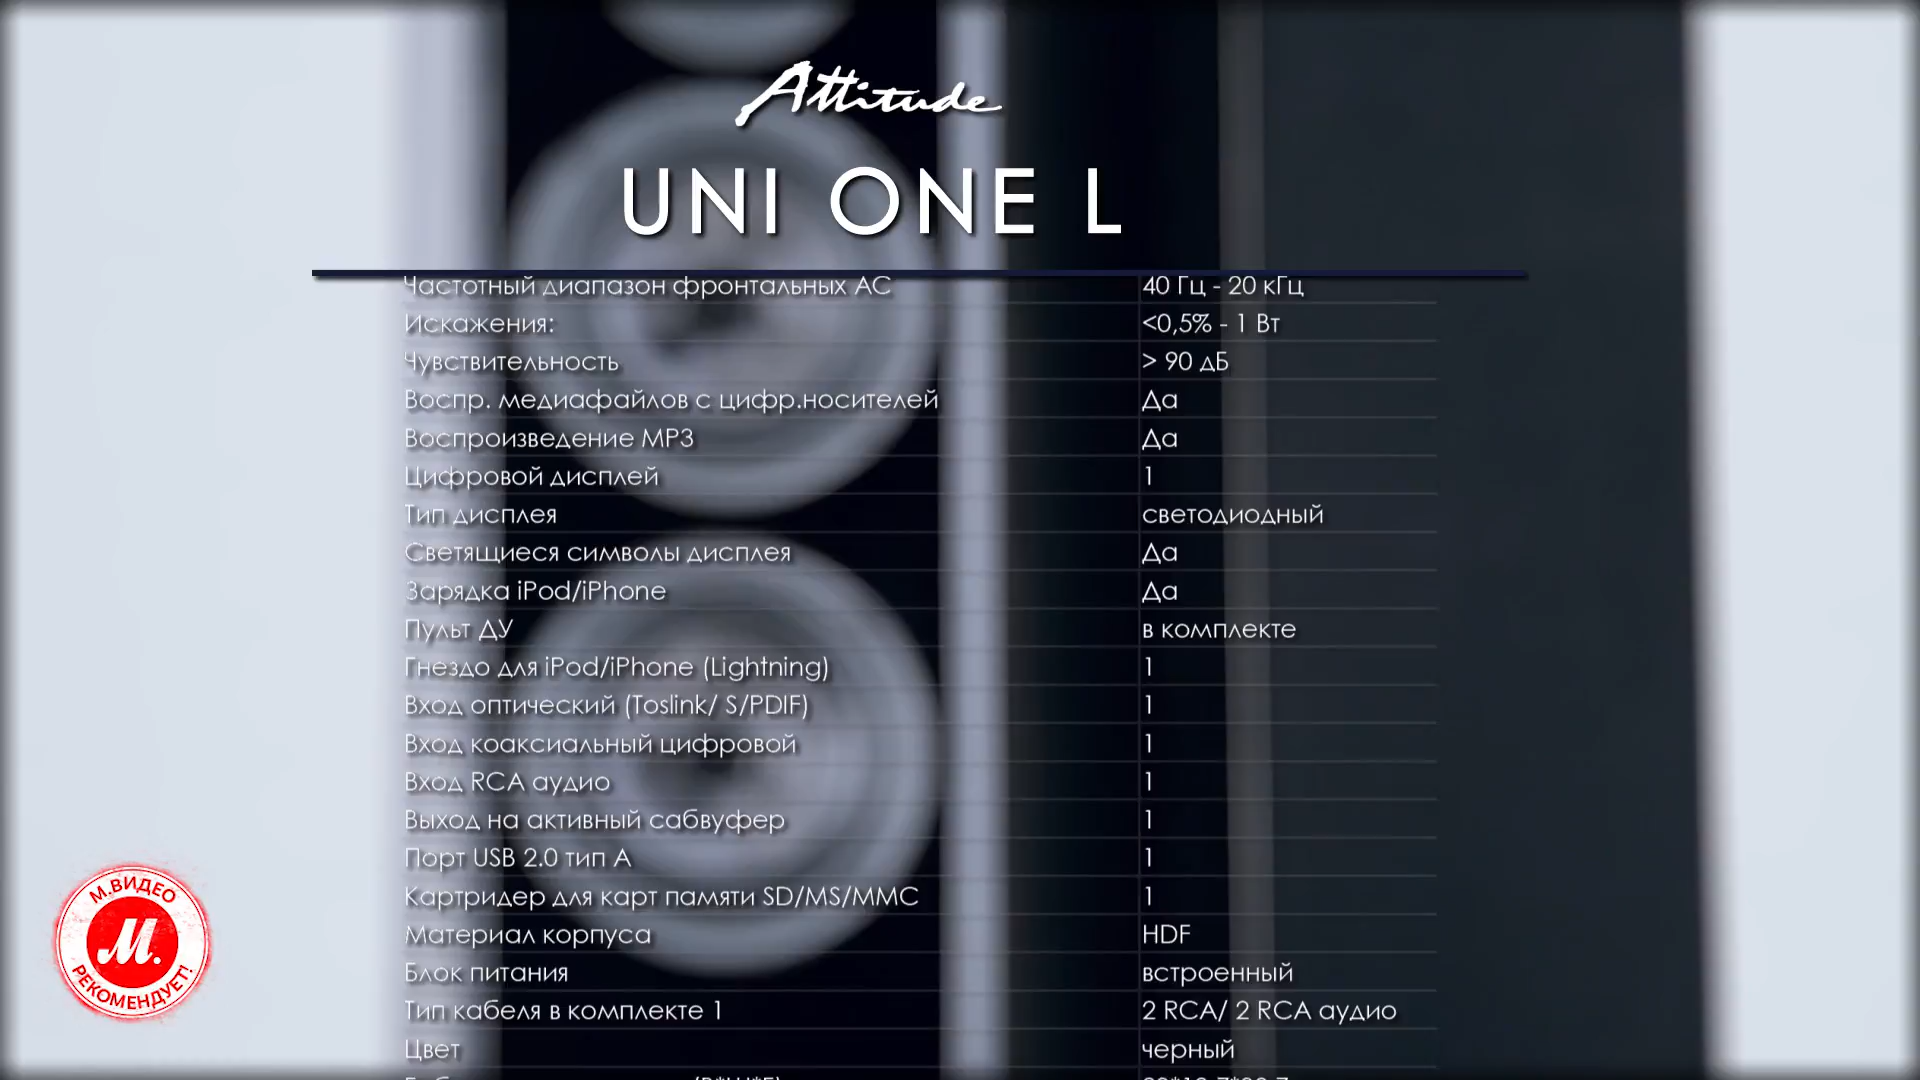 Attitude
UNI ONE L
Частотный диапазон фронтальных АС 40 Гц - 20 кГц
Искажения: <0,5% - 1 Вт
Чувствительность > 90 дБ
Воспр. медиафайлов с цифр.носителей Да
Воспроизведение MP3 Да
Цифровой дисплей 1
Тип дисплея светодиодный
Светящиеся символы дисплея Да
Зарядка iPod/iPhone Да
Пульт ДУ в комплекте
Гнездо для iPod/iPhone (Lightning) 1
Вход оптический (Toslink/ S/PDIF) 1
Вход коаксиальный цифровой 1
Вход RCA аудио 1
Выход на активный сабвуфер 1
Порт USB 2.0 тип A 1
Картридер для карт памяти SD/MS/MMC 1
Материал корпуса HDF
Блок питания встроенный
Тип кабеля в комплекте 1 2 RCA/ 2 RCA аудио
Цвет черный
М.ВИДЕО
М.
РЕКОМЕНДУЕТ!